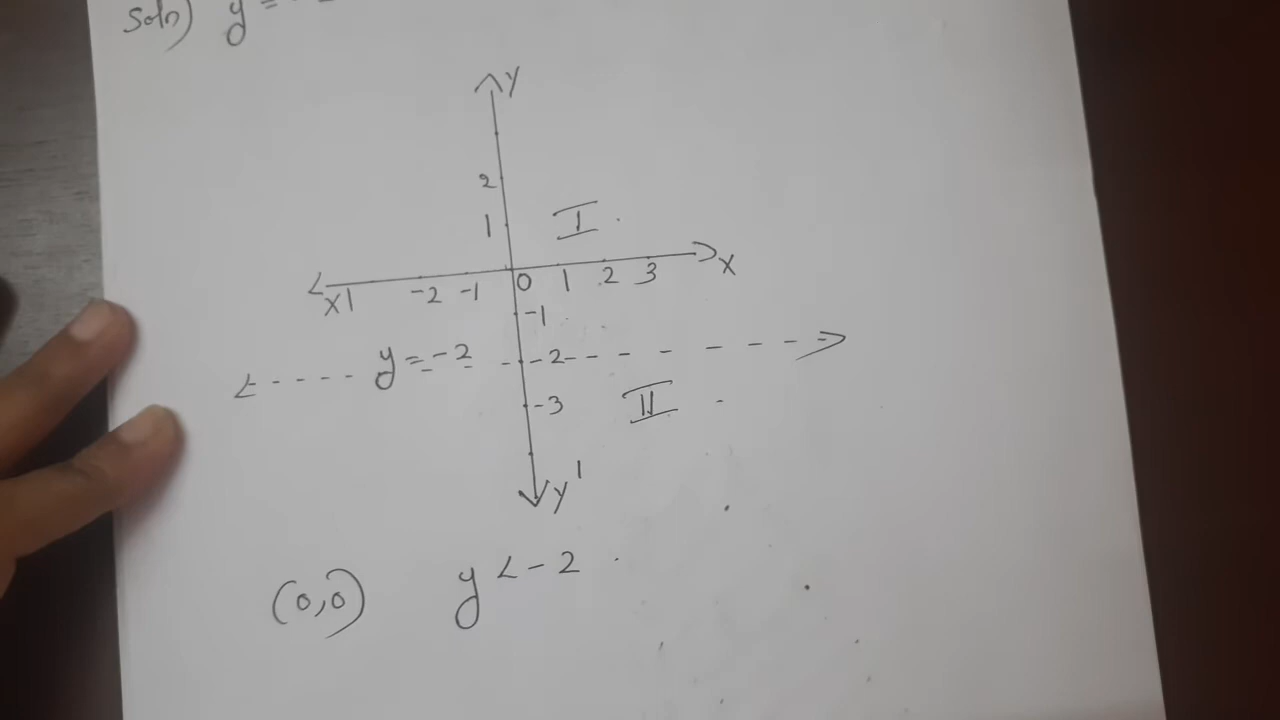 Soln) y =
Y
2
1 I
X' -2 -1 0 1 2 3 X
-1
y = -2 -2
-3 II
Y'
(0,0) y < -2